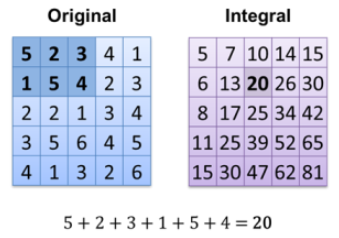 Original Integral
5 2 3 4 1 5 7 10 14 15
1 5 4 2 3 6 13 20 26 30
2 2 1 3 4 8 17 25 34 42
3 5 6 4 5 11 25 39 52 65
4 1 3 2 6 15 30 47 62 81
5 + 2 + 3 + 1 + 5 + 4 = 20